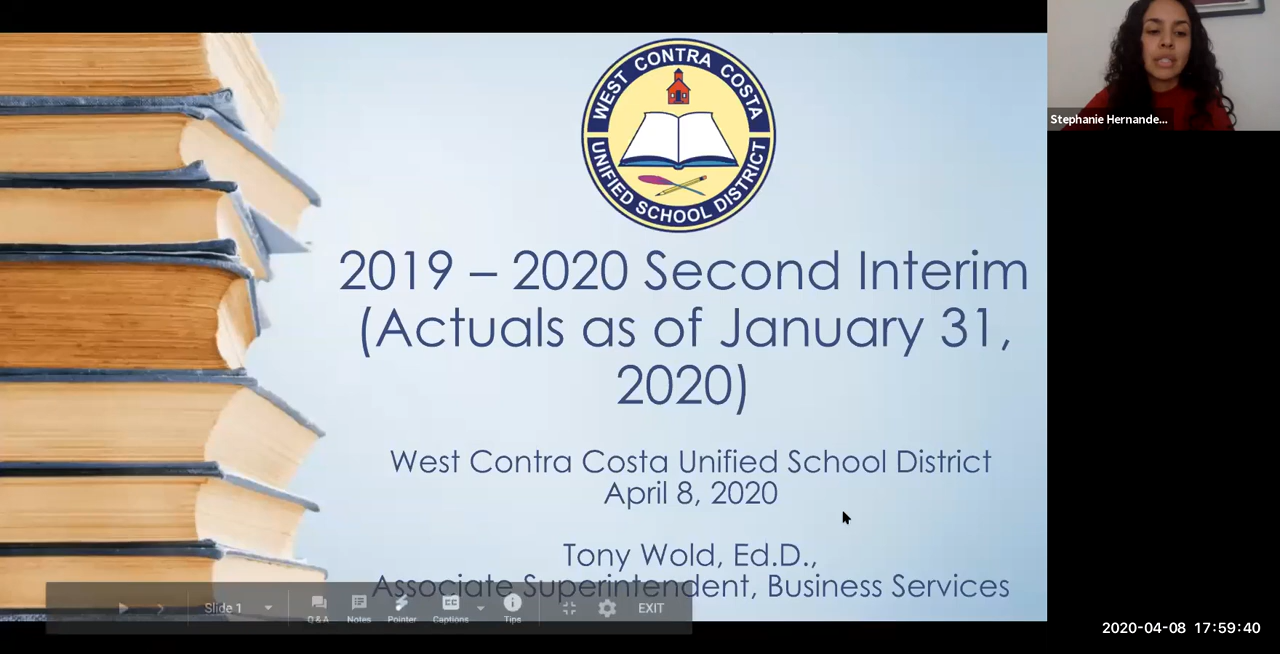 WEST CONTRA COSTA
UNIFIED SCHOOL DISTRICT
2019 – 2020 Second Interim
(Actuals as of January 31,
2020)
West Contra Costa Unified School District
April 8, 2020
Tony Wold, Ed.D.,
Associate Superintendent, Business Services
Slide 1
Q & A
Notes
Pointer
CC
Captions
Tips
EXIT
Stephanie Hernande...
2020-04-08 17:59:40